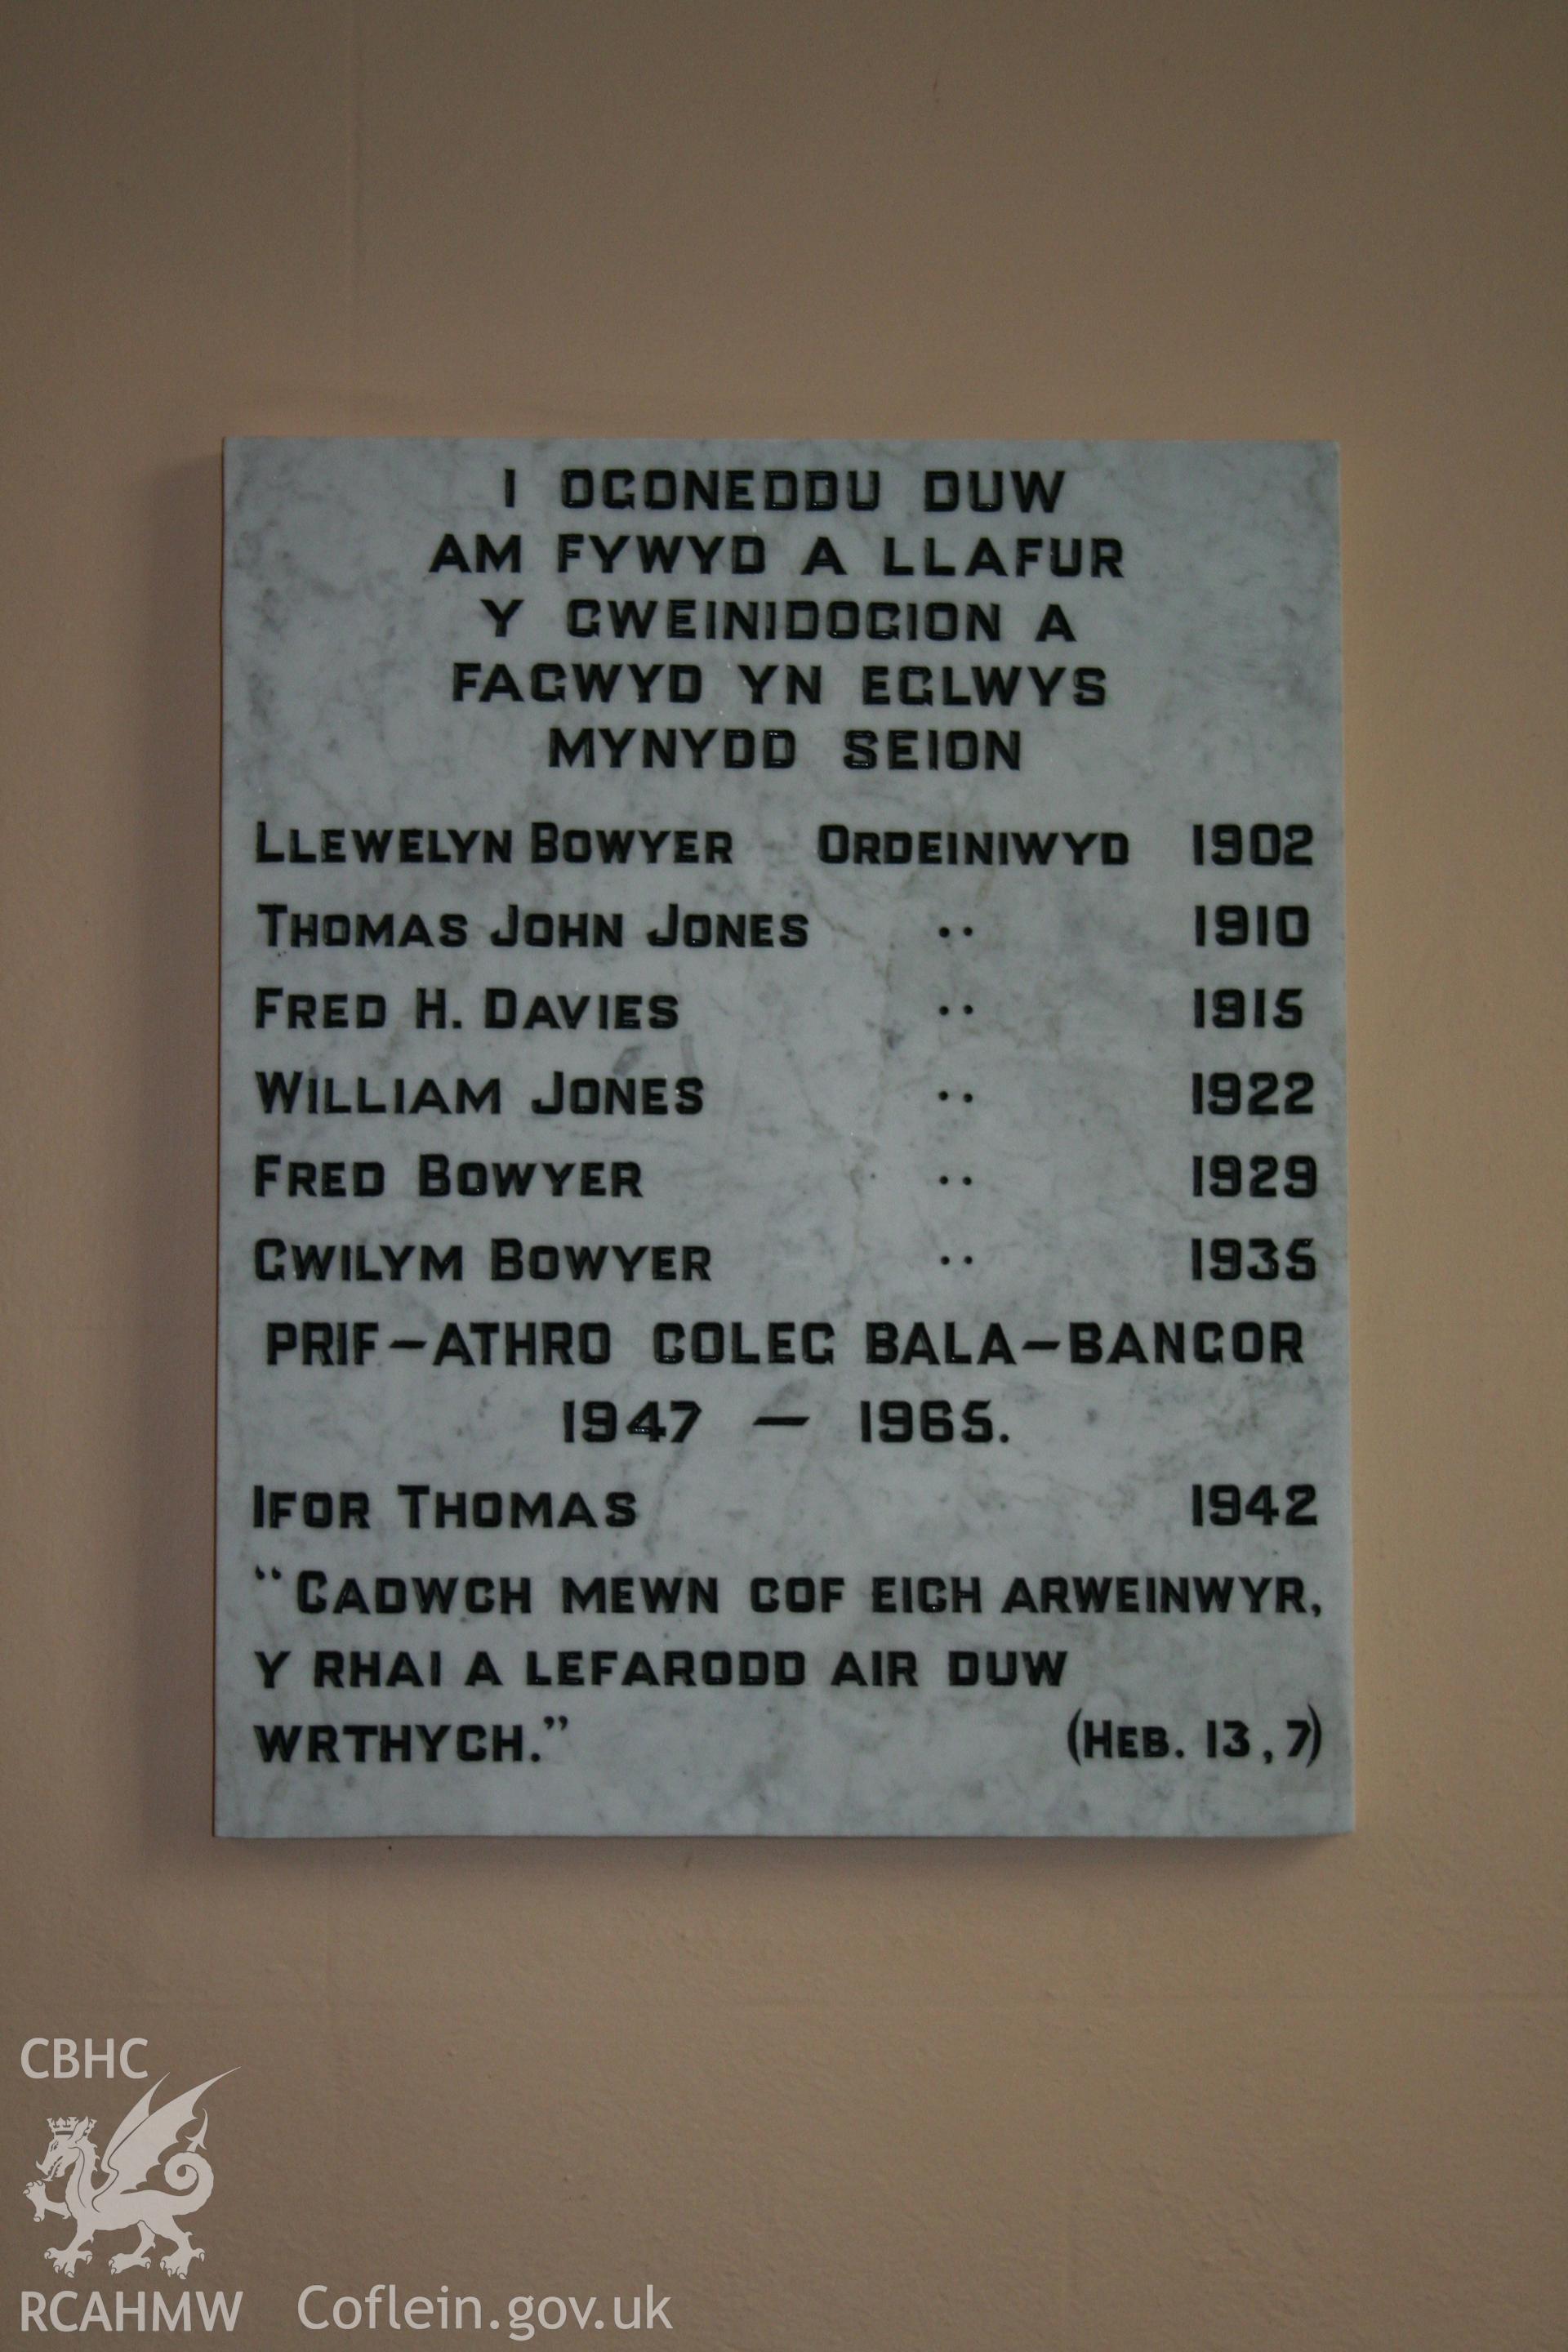 I OGONEDDU DUW
AM FYWYD A LLAFUR
Y GWEINIDOGION A
FAGWYD YN EGLWYS
MYNYDD SEION
LLEWELYN BOWYER ORDEINIWYD 1902
THOMAS JOHN JONES .. 1910
FRED H. DAVIES .. 1915
WILLIAM JONES .. 1922
FRED BOWYER .. 1929
GWILYM BOWYER .. 1935
PRIF-ATHRO COLEG BALA-BANGOR
1947 — 1965.
IFOR THOMAS 1942
“CADWCH MEWN COF EICH ARWEINWYR,
Y RHAI A LEFARODD AIR DUW
WRTHYCH.” (HEB. 13, 7)
CBHC
RCAHMW Coflein.gov.uk